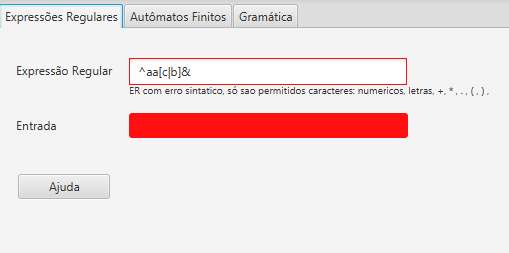 Expressões Regulares Autômatos Finitos Gramática
Expressão Regular ^aa[c|b]&
ER com erro sintatico, só sao permitidos caracteres: numericos, letras, +, * , . , ( , ) ,
Entrada
Ajuda